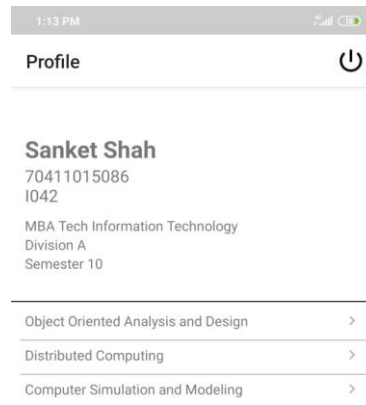 1:13 PM
Profile
Sanket Shah
70411015086
I042
MBA Tech Information Technology
Division A
Semester 10
Object Oriented Analysis and Design
Distributed Computing
Computer Simulation and Modeling